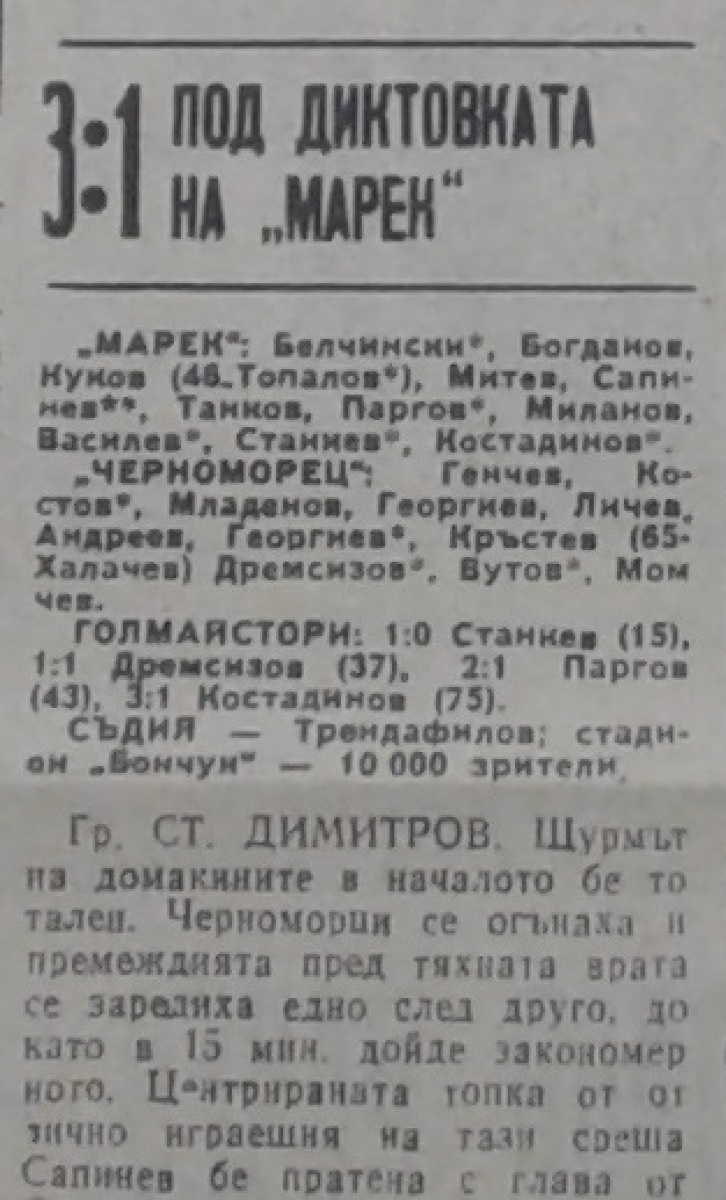 3:1 ПОД ДИКТОВКАТА
НА „МАРЕК“
„МАРЕК“: Белчински*, Богданов,
Куков (46-Топалов*), Митев, Сапи-
нев**, Танков, Паргов*, Миланов,
Василев*, Станкев*, Костадинов*.
„ЧЕРНОМОРЕЦ“: Генчев, Ко-
стов*, Младенов, Георгиев, Личев,
Андреев, Георгиев*, Кръстев (65-
Халачев) Дремсизов*, Вутов*, Мом
чев.
ГОЛМАЙСТОРИ: 1:0 Станкев (15),
1:1 Дремсизов (37), 2:1 Паргов
(43), 3:1 Костадинов (75).
СЪДИЯ — Трендафилов; стади-
он „Бончук“ — 10 000 зрители.
Гр. СТ. ДИМИТРОВ. Щурмът
на домакините в началото бе то
тален. Черноморци се огънаха и
премеждията пред тяхната врата
се заредиха едно след друго, до
като в 15 мин. дойде закономер
ного. Центрираната топка от от
лично играещия на тази среща
Сапинев бе пратена с глава от